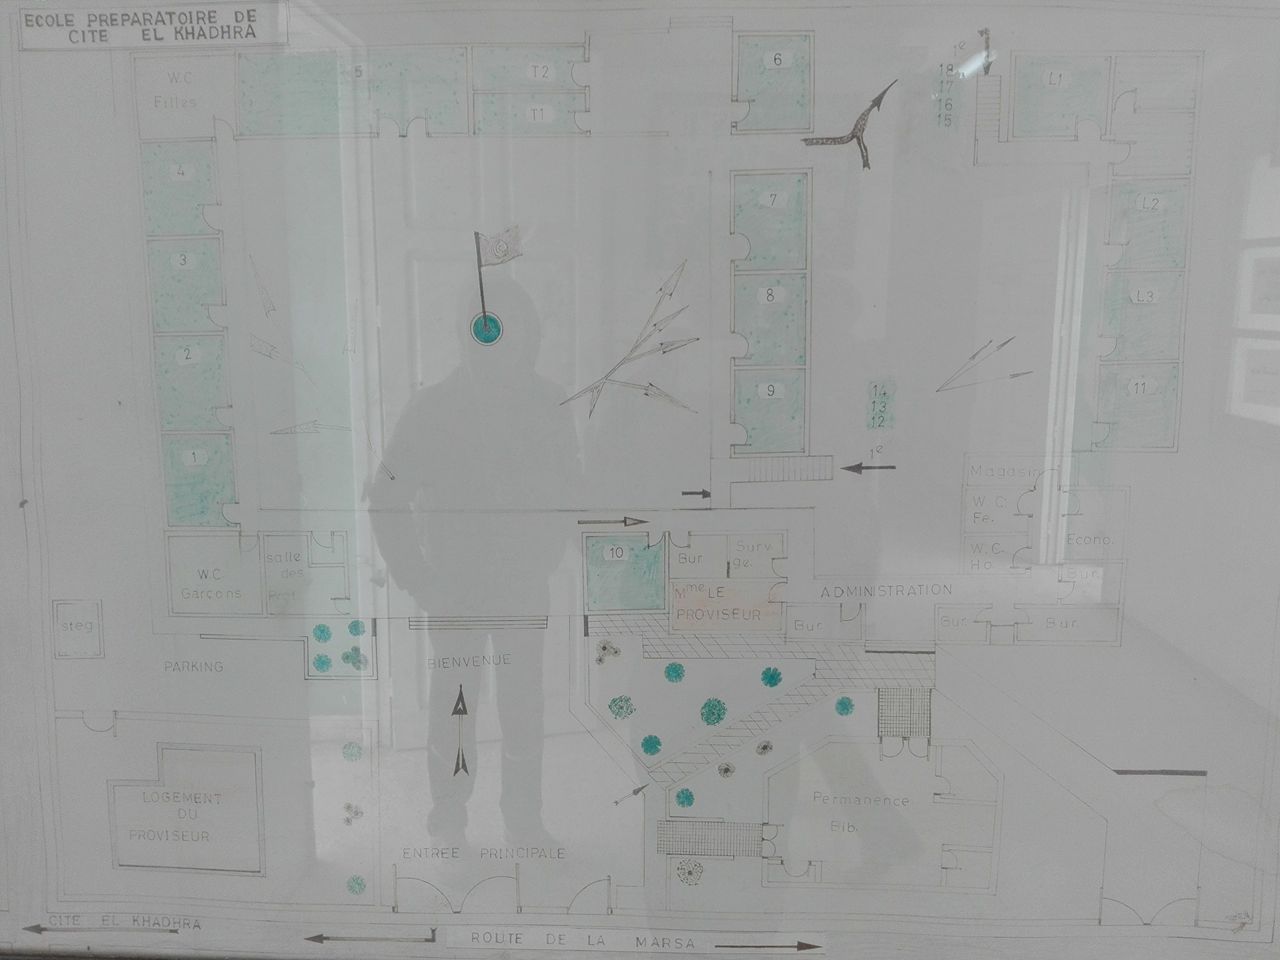 ECOLE PREPARATOIRE DE
CITE EL KHADHRA
W.C
Filles
5
T2
T1
6
1e
18
17
16
15
L1
4
3
2
1
7
8
9
L2
L3
11
14
13
12
1e
Magasin
W.C.
Fe.
W.C.
Ho.
Econo.
W.C
Garçons
salle
des
Prof
10
Bur
Surv
ge.
Mme LE
PROVISEUR
ADMINISTRATION
Bur.
Bur
Bur.
Bur.
steg
PARKING
BIENVENUE
LOGEMENT
DU
PROVISEUR
Permanence
Bib.
ENTREE PRINCIPALE
CITE EL KHADHRA
ROUTE DE LA MARSA